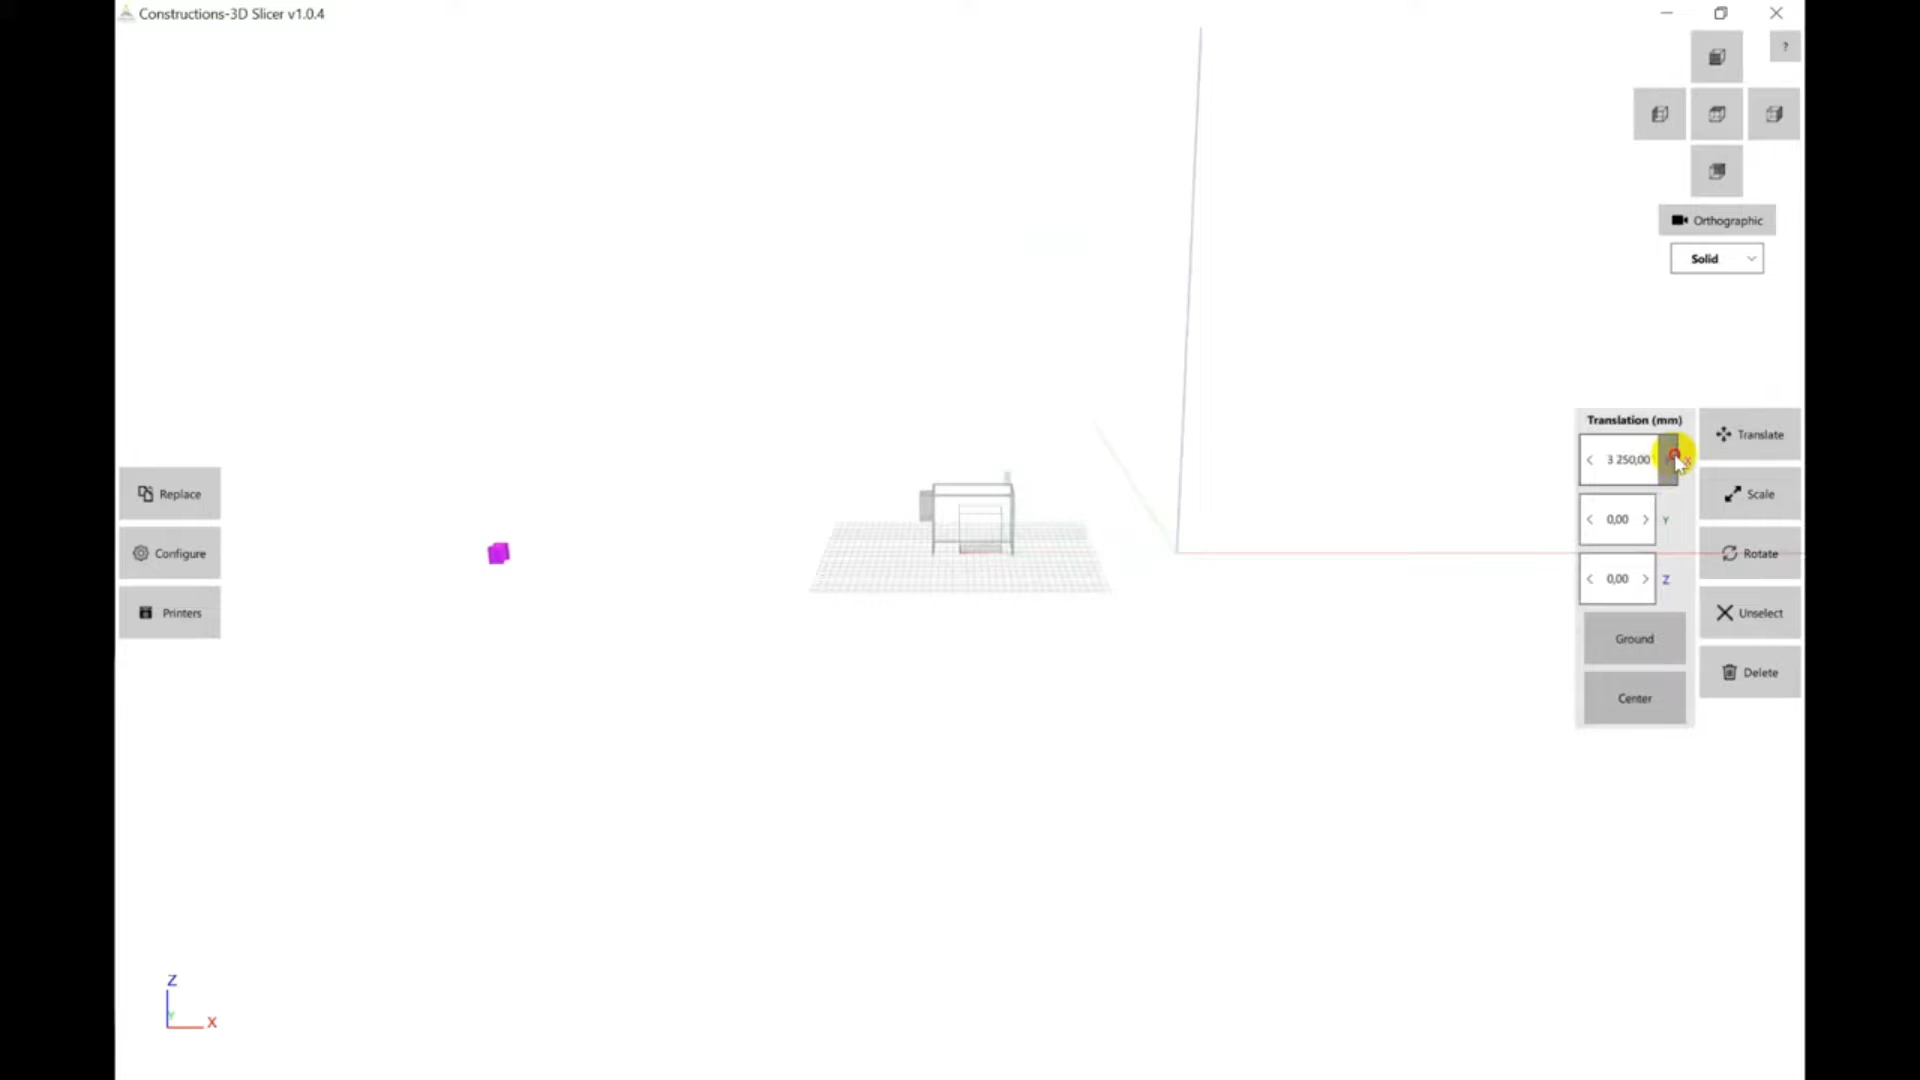 Constructions-3D Slicer v1.0.4
?
Orthographic
Solid
Translation (mm)
3 250,00
X
0,00
Y
0,00
Z
Ground
Center
Translate
Scale
Rotate
Unselect
Delete
Replace
Configure
Printers
Z
Y
X